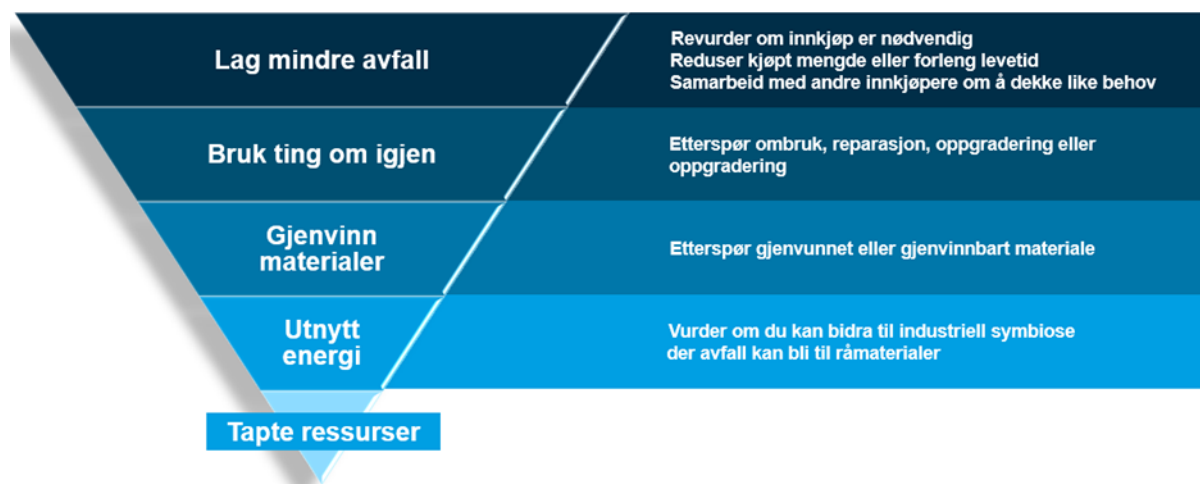 Lag mindre avfall
Revurder om innkjøp er nødvendig
Reduser kjøpt mengde eller forleng levetid
Samarbeid med andre innkjøpere om å dekke like behov
Bruk ting om igjen
Etterspør ombruk, reparasjon, oppgradering eller
oppgradering
Gjenvinn
materialer
Etterspør gjenvunnet eller gjenvinnbart materiale
Utnytt
energi
Vurder om du kan bidra til industriell symbiose
der avfall kan bli til råmaterialer
Tapte ressurser